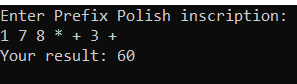 Enter Prefix Polish inscription:
1 7 8 * + 3 +
Your result: 60